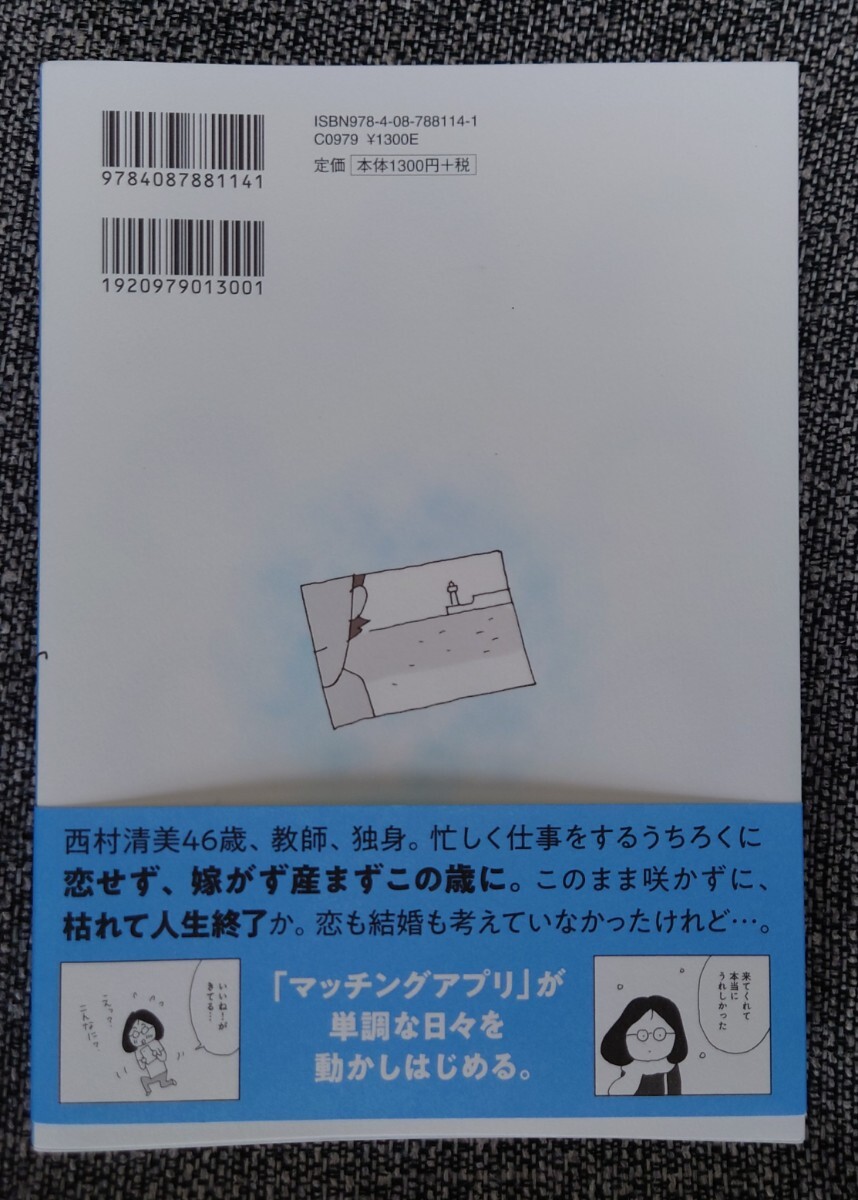 ISBN978-4-08-788114-1
C0979 ¥1300E
定価 本体1300円+税
9784087881141
1920979013001
西村清美46歳、教師、独身。忙しく仕事をするうちろくに
恋せず、嫁がず産まずこの歳に。このまま咲かずに、
枯れて人生終了か。恋も結婚も考えていなかったけれど…。
いいね!が
きてる…
えっ?
こんなに?
「マッチングアプリ」が
単調な日々を
動かしはじめる。
来てくれて
本当に
うれしかった